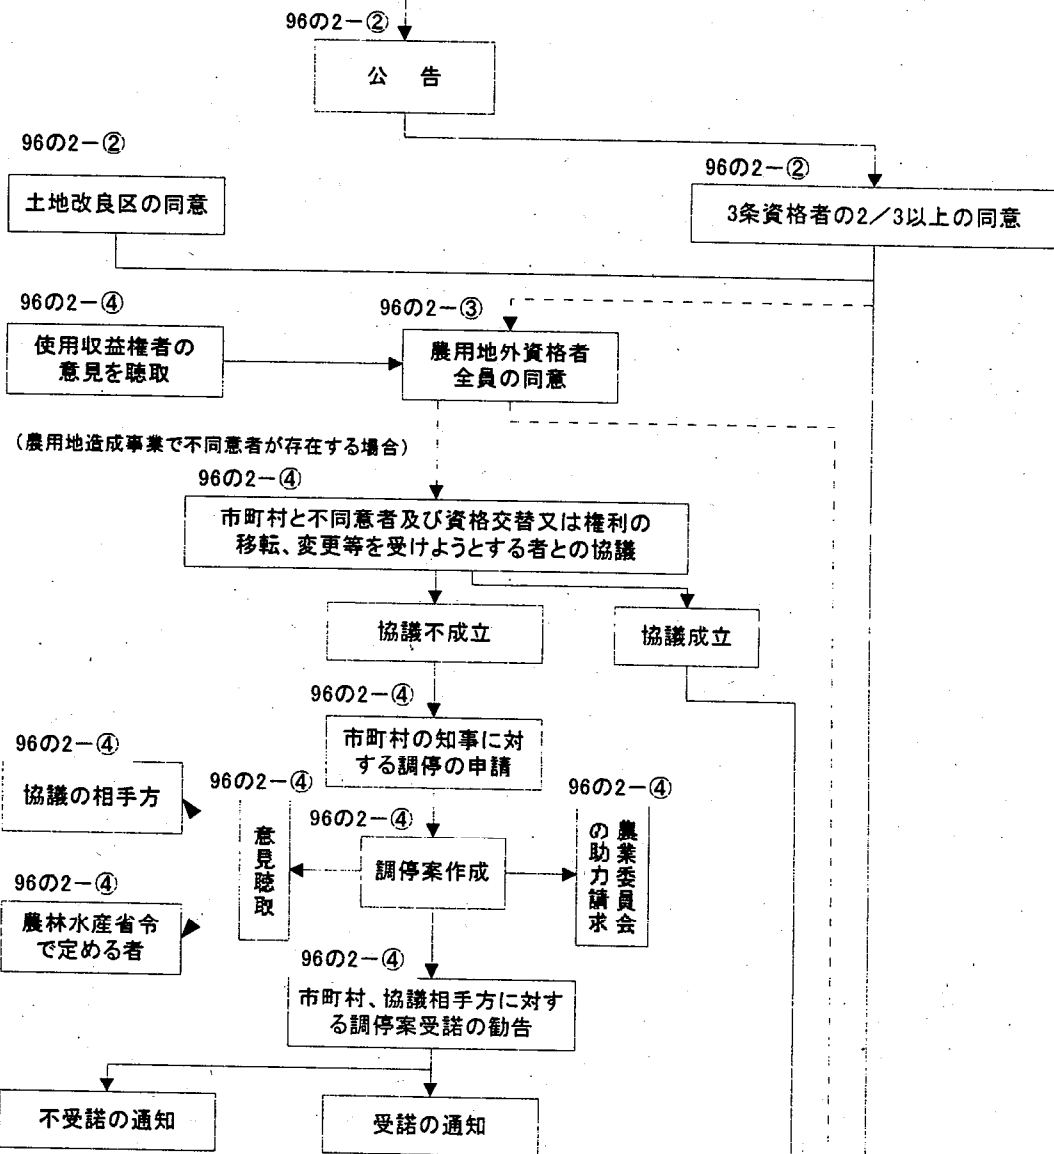 96の2－②
公　告
96の2－②
土地改良区の同意
96の2－②
3条資格者の2／3以上の同意
96の2－④
使用収益権者の
意見を聴取
96の2－③
農用地外資格者
全員の同意
（農用地造成事業で不同意者が存在する場合）
96の2－④
市町村と不同意者及び資格交替又は権利の
移転、変更等を受けようとする者との協議
協議不成立
協議成立
96の2－④
市町村の知事に対
する調停の申請
96の2－④
協議の相手方
96の2－④
農林水産省令
で定める者
96の2－④
意見聴取
96の2－④
調停案作成
96の2－④
農業委員会
の助力請求
96の2－④
市町村、協議相手方に対す
る調停案受諾の勧告
不受諾の通知
受諾の通知